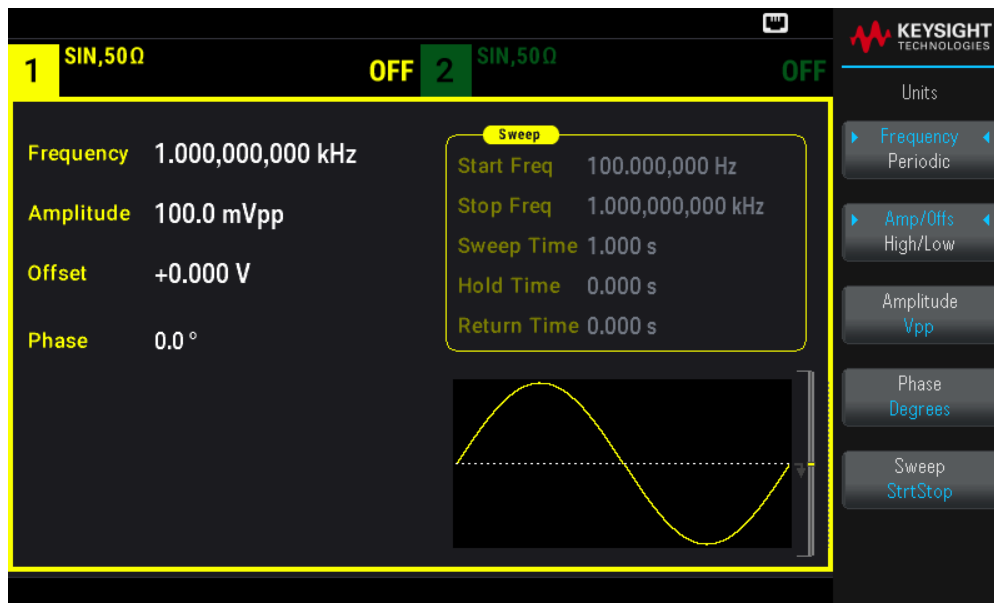 KEYSIGHT
TECHNOLOGIES
1
SIN,50Ω
OFF
2
SIN,50Ω
OFF
Frequency 1.000,000,000 kHz
Amplitude 100.0 mVpp
Offset +0.000 V
Phase 0.0 °
Sweep
Start Freq 100.000,000 Hz
Stop Freq 1.000,000,000 kHz
Sweep Time 1.000 s
Hold Time 0.000 s
Return Time 0.000 s
Units
Frequency
Periodic
Amp/Offs
High/Low
Amplitude
Vpp
Phase
Degrees
Sweep
StrtStop